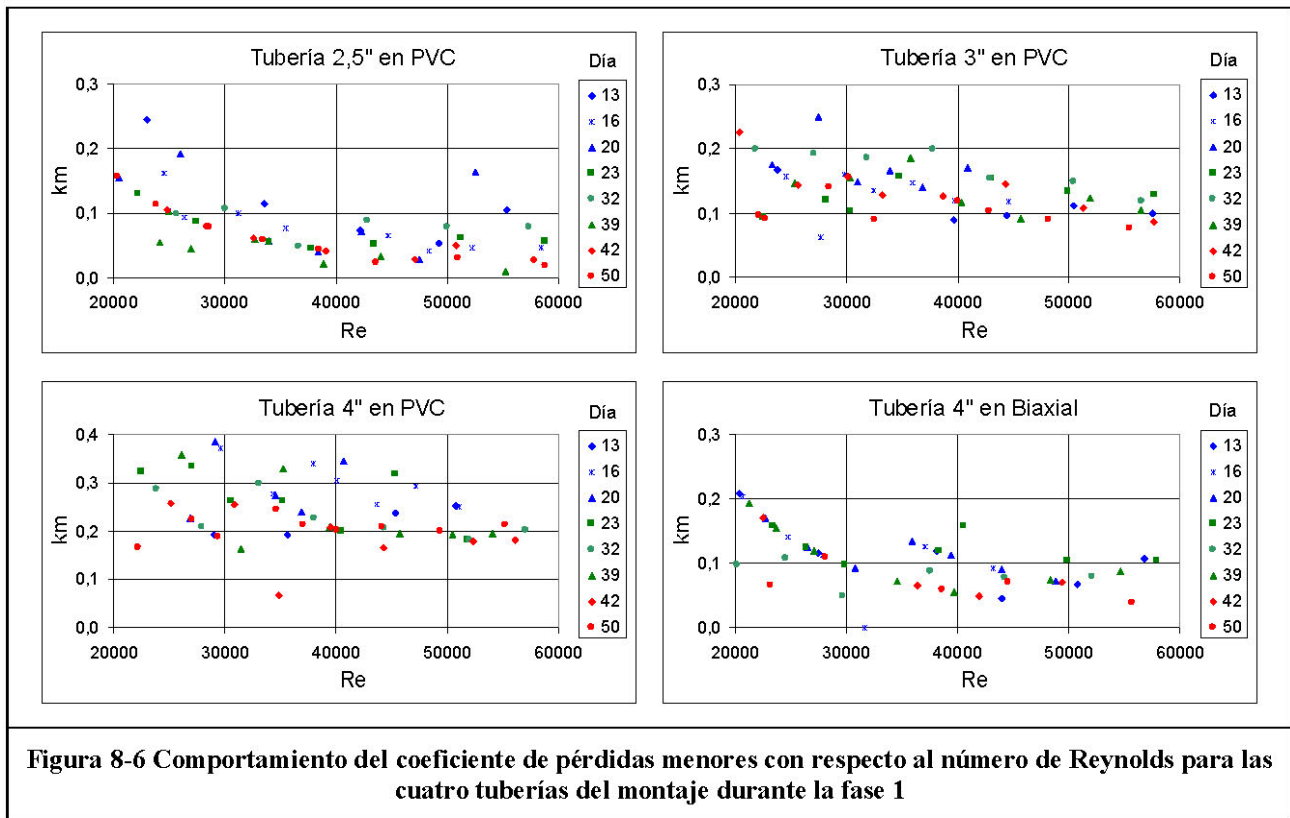 Tubería 2,5" en PVC
Día
0,3
0,2
0,1
0,0
km
20000 30000 40000 50000 60000
Re
13
16
20
23
32
39
42
50
Tubería 3" en PVC
Día
0,3
0,2
0,1
0,0
km
20000 30000 40000 50000 60000
Re
13
16
20
23
32
39
42
50
Tubería 4" en PVC
Día
0,4
0,3
0,2
0,1
0,0
km
20000 30000 40000 50000 60000
Re
13
16
20
23
32
39
42
50
Tubería 4" en Biaxial
Día
0,3
0,2
0,1
0,0
km
20000 30000 40000 50000 60000
Re
13
16
20
23
32
39
42
50
Figura 8-6 Comportamiento del coeficiente de pérdidas menores con respecto al número de Reynolds para las
cuatro tuberías del montaje durante la fase 1